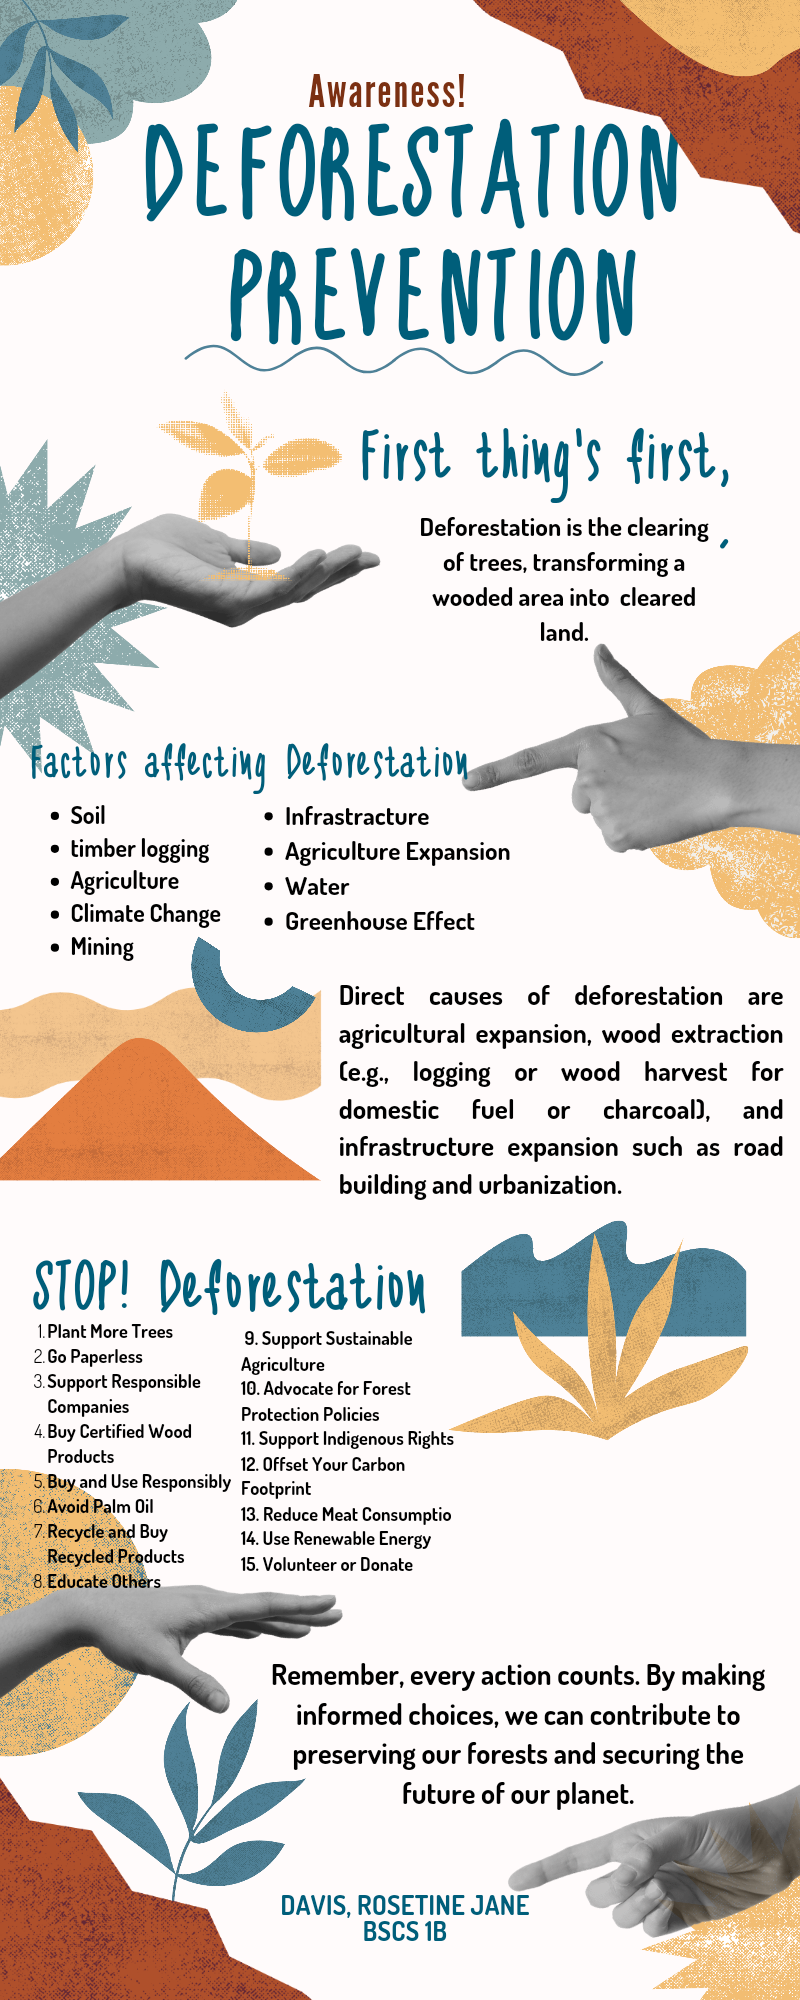 Awareness!
DEFORESTATION
PREVENTION
First thing's first,
,
Deforestation is the clearing
of trees, transforming a
wooded area into cleared
land.
Factors affecting Deforestation
• Soil
• timber logging
• Agriculture
• Climate Change
• Mining
• Infrastracture
• Agriculture Expansion
• Water
• Greenhouse Effect
Direct causes of deforestation are
agricultural expansion, wood extraction
(e.g., logging or wood harvest for
domestic fuel or charcoal), and
infrastructure expansion such as road
building and urbanization.
STOP! Deforestation
1. Plant More Trees
2. Go Paperless
3. Support Responsible
Companies
4. Buy Certified Wood
Products
5. Buy and Use Responsibly
6. Avoid Palm Oil
7. Recycle and Buy
Recycled Products
8. Educate Others
9. Support Sustainable
Agriculture
10. Advocate for Forest
Protection Policies
11. Support Indigenous Rights
12. Offset Your Carbon
Footprint
13. Reduce Meat Consumptio
14. Use Renewable Energy
15. Volunteer or Donate
Remember, every action counts. By making
informed choices, we can contribute to
preserving our forests and securing the
future of our planet.
DAVIS, ROSETINE JANE
BSCS 1B